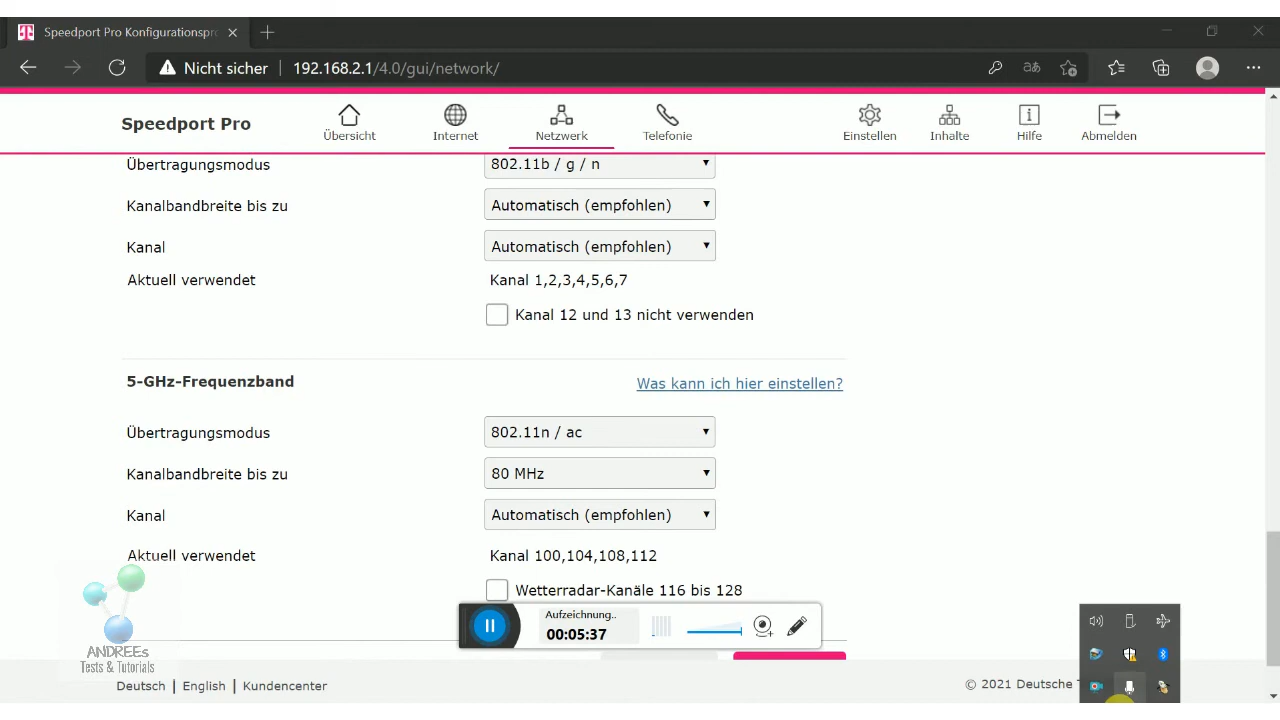 Speedport Pro Konfigurationspr
Nicht sicher | 192.168.2.1/4.0/gui/network/
aあ
Speedport Pro
Übersicht
Internet
Netzwerk
Telefonie
Einstellen
Inhalte
Hilfe
Abmelden
Übertragungsmodus 802.11b / g / n
Kanalbandbreite bis zu Automatisch (empfohlen)
Kanal Automatisch (empfohlen)
Aktuell verwendet Kanal 1,2,3,4,5,6,7
Kanal 12 und 13 nicht verwenden
5-GHz-Frequenzband Was kann ich hier einstellen?
Übertragungsmodus 802.11n / ac
Kanalbandbreite bis zu 80 MHz
Kanal Automatisch (empfohlen)
Aktuell verwendet Kanal 100,104,108,112
Wetterradar-Kanäle 116 bis 128
Aufzeichnung..
00:05:37
ANDREEs
Tests & Tutorials
Deutsch | English | Kundencenter
© 2021 Deutsche T